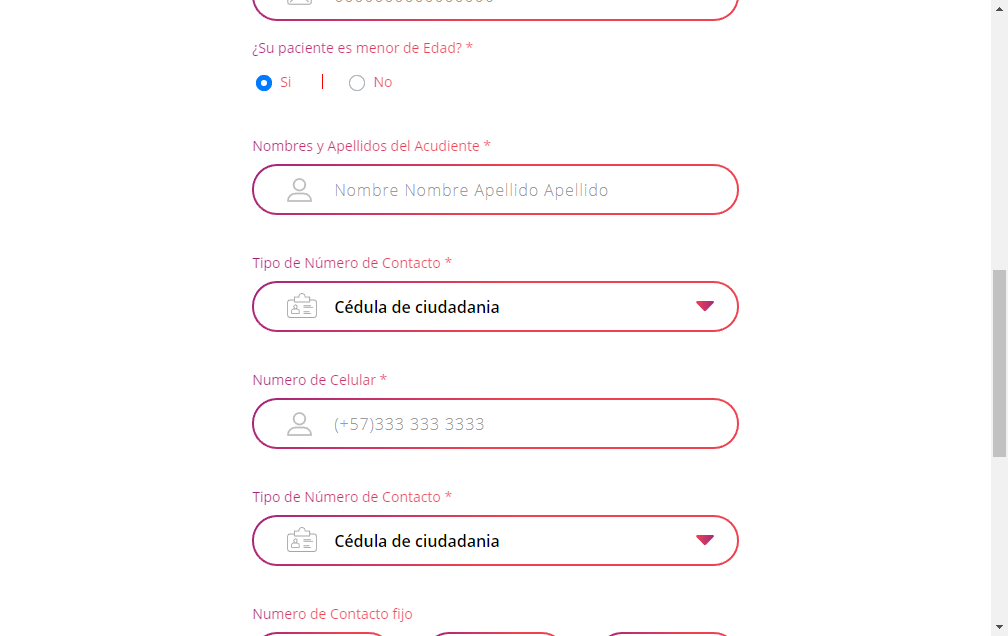 ¿Su paciente es menor de Edad? *
Si | No
Nombres y Apellidos del Acudiente *
Nombre Nombre Apellido Apellido
Tipo de Número de Contacto *
Cédula de ciudadania
Numero de Celular *
(+57)333 333 3333
Tipo de Número de Contacto *
Cédula de ciudadania
Numero de Contacto fijo